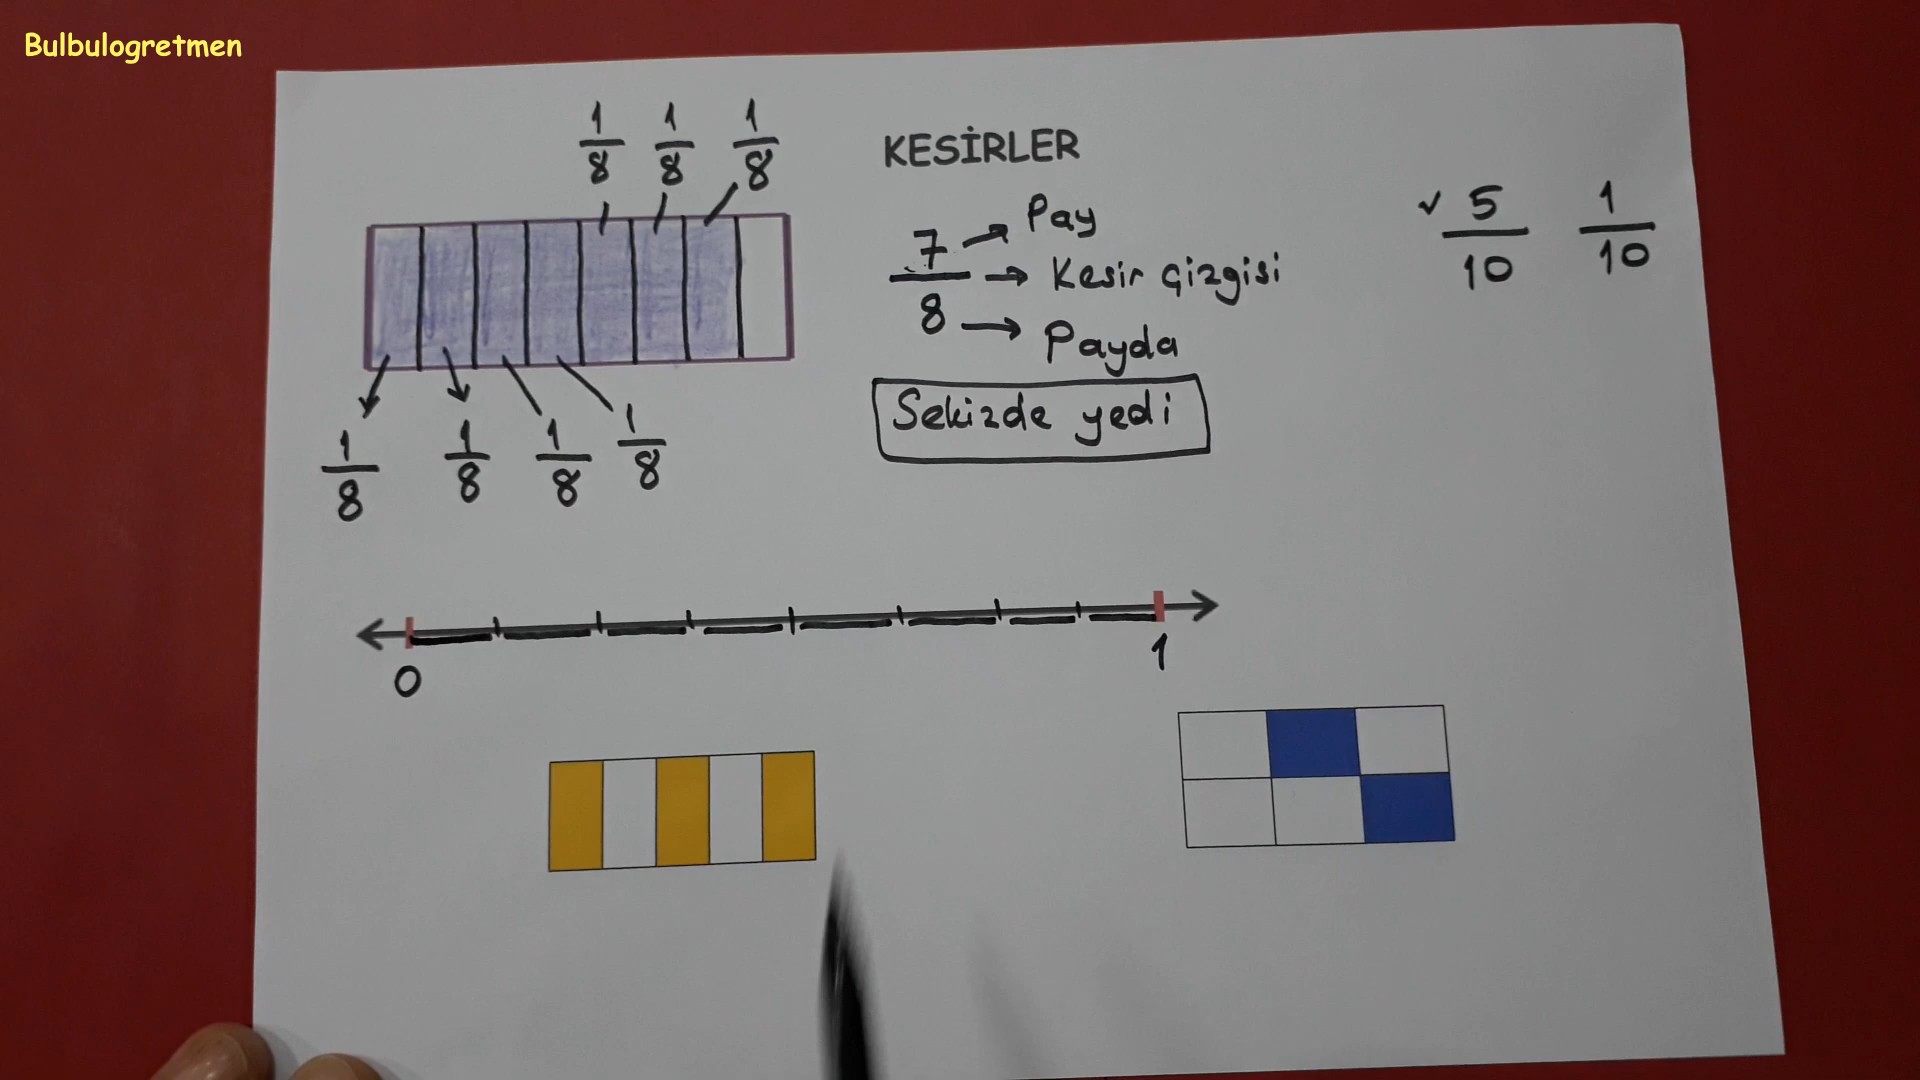 Bulbulogretmen
1/8 1/8 1/8
KESİRLER
7/8
Pay
Kesir Çizgisi
Payda
Sekizde yedi
✓ 5/10 1/10
1/8 1/8 1/8 1/8
0 1